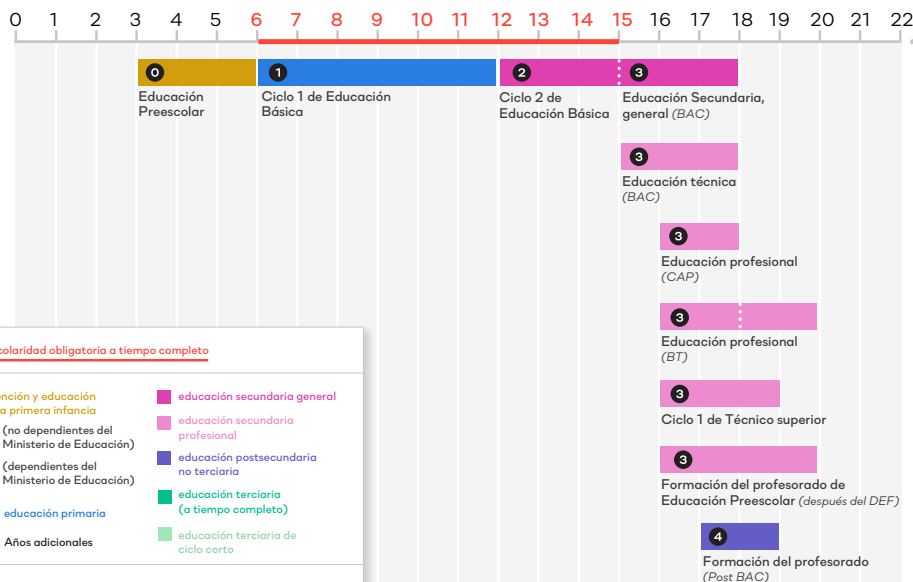 0 1 2 3 4 5 6 7 8 9 10 11 12 13 14 15 16 17 18 19 20 21 22
0
Educación
Preescolar
1
Ciclo 1 de Educación
Básica
2
Ciclo 2 de
Educación Básica
3
Educación Secundaria,
general (BAC)
3
Educación técnica
(BAC)
3
Educación profesional
(CAP)
3
Educación profesional
(BT)
3
Ciclo 1 de Técnico superior
3
Formación del profesorado de
Educación Preescolar (después del DEF)
4
Formación del profesorado
(Post BAC)
colaridad obligatoria a tiempo completo
nción y educación
a primera infancia
(no dependientes del
Ministerio de Educación)
(dependientes del
Ministerio de Educación)
educación primaria
Años adicionales
educación secundaria general
educación secundaria
profesional
educación postsecundaria
no terciaria
educación terciaria
(a tiempo completo)
educación terciaria de
ciclo corto